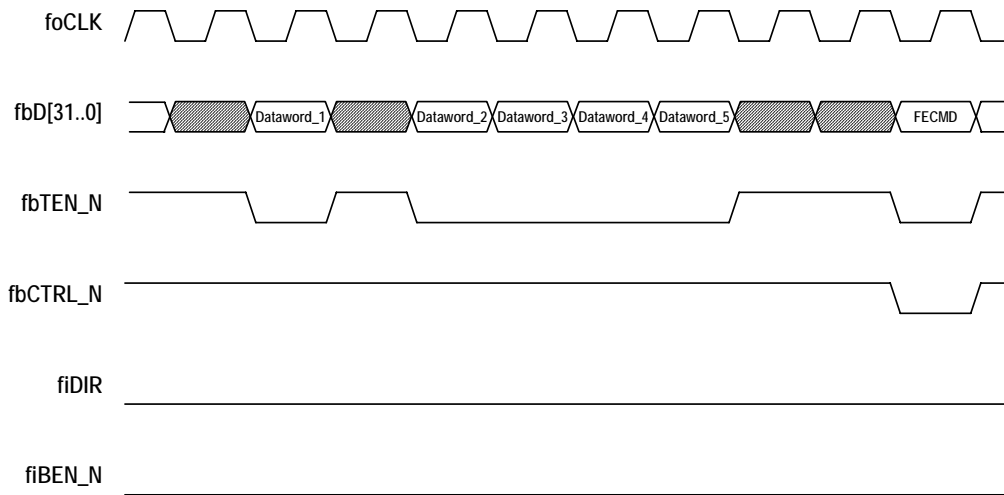 foCLK
fbD[31..0] Dataword_1 Dataword_2 Dataword_3 Dataword_4 Dataword_5 FECMD
fbTEN_N
fbCTRL_N
fiDIR
fiBEN_N